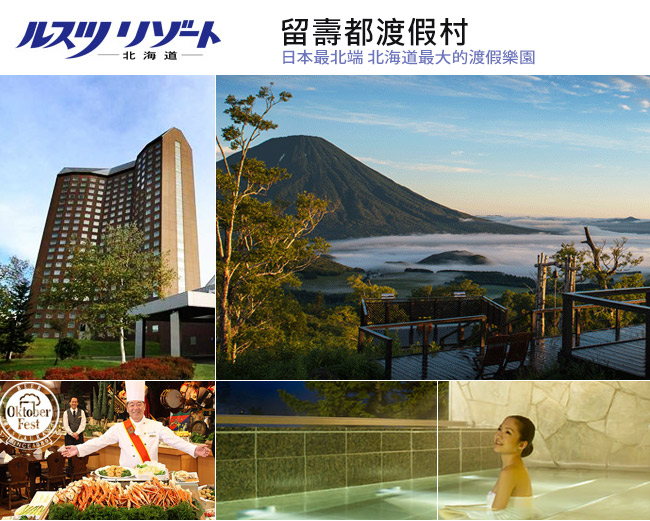 ルスツ リゾート
北海道
留壽都渡假村
日本最北端 北海道最大的渡假樂園
Oktober
Fest